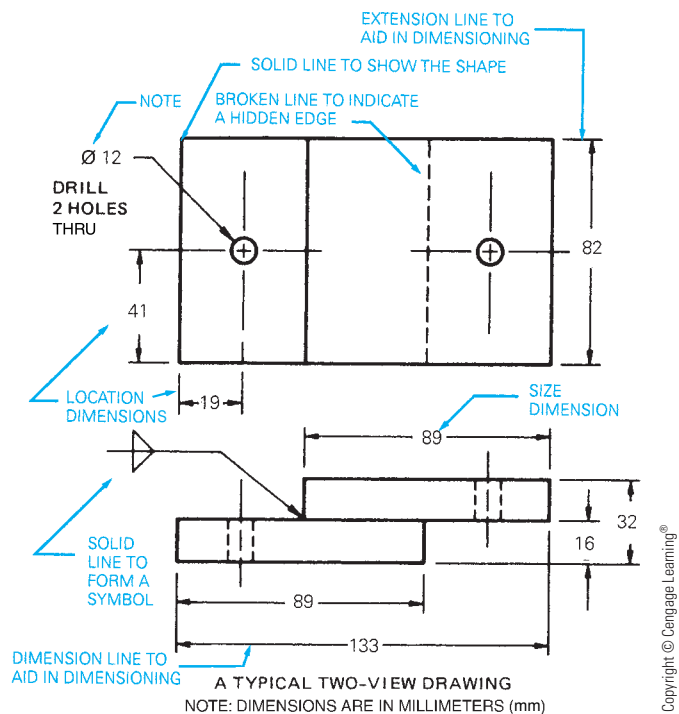 EXTENSION LINE TO
AID IN DIMENSIONING
SOLID LINE TO SHOW THE SHAPE
NOTE
BROKEN LINE TO INDICATE
A HIDDEN EDGE
Ø 12
DRILL
2 HOLES
THRU
82
41
LOCATION
DIMENSIONS
19
SIZE
DIMENSION
89
32
16
SOLID
LINE TO
FORM A
SYMBOL
89
133
DIMENSION LINE TO
AID IN DIMENSIONING
A TYPICAL TWO-VIEW DRAWING
NOTE: DIMENSIONS ARE IN MILLIMETERS (mm)
Copyright © Cengage Learning®